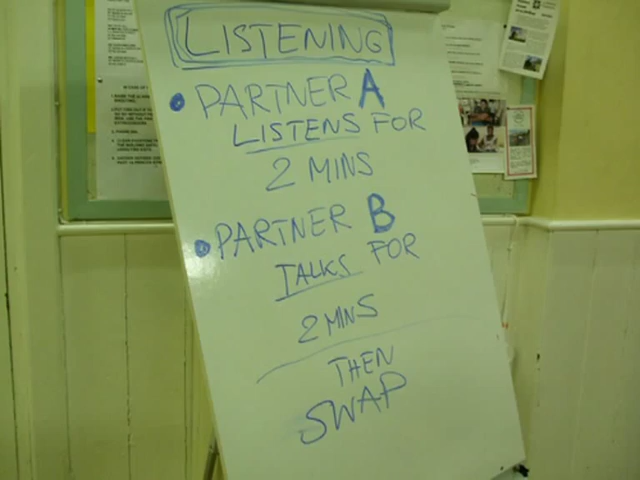 LISTENING
• PARTNER A
LISTENS FOR
2 MINS
• PARTNER B
TALKS FOR
2 MINS
THEN
SWAP